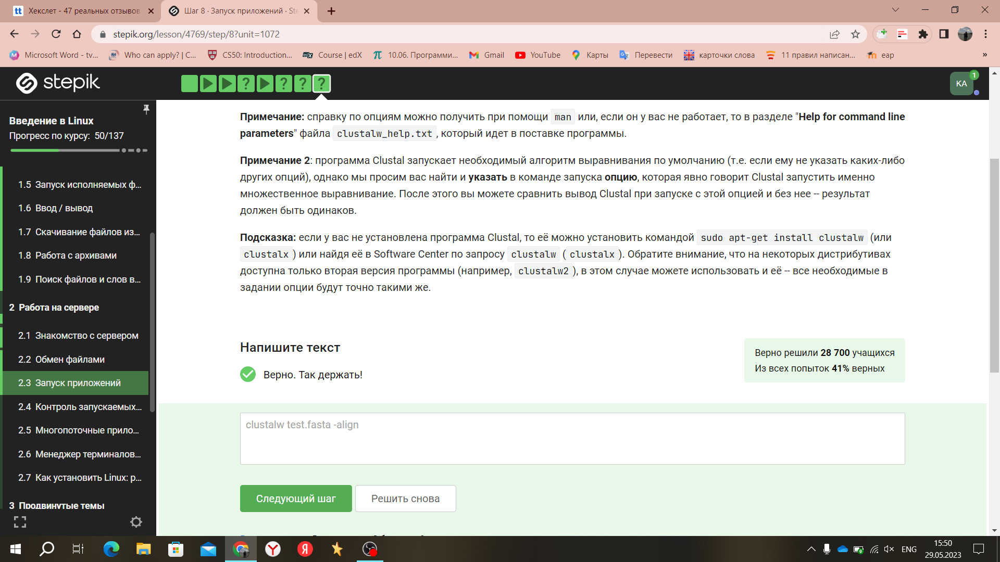 Хекслет - 47 реальных отзывов
Шаг 8 · Запуск приложений · Ste
stepik.org/lesson/4769/step/8?unit=1072
Microsoft Word - tv...
Who can apply? | C...
CS50: Introduction...
edX
Course | edX
10.06. Программи...
Gmail
YouTube
Карты
Перевести
карточки слова
11 правил написан...
eap
»
stepik
KA
1
Введение в Linux
Прогресс по курсу: 50/137
1.5 Запуск исполняемых ф...
1.6 Ввод / вывод
1.7 Скачивание файлов из...
1.8 Работа с архивами
1.9 Поиск файлов и слов в...
2 Работа на сервере
2.1 Знакомство с сервером
2.2 Обмен файлами
2.3 Запуск приложений
2.4 Контроль запускаемых...
2.5 Многопоточные прило...
2.6 Менеджер терминалов...
2.7 Как установить Linux: р...
3 Продвинутые темы
Примечание: справку по опциям можно получить при помощи man или, если он у вас не работает, то в разделе "Help for command line
parameters" файла clustalw_help.txt, который идет в поставке программы.
Примечание 2: программа Clustal запускает необходимый алгоритм выравнивания по умолчанию (т.е. если ему не указать каких-либо
других опций), однако мы просим вас найти и указать в команде запуска опцию, которая явно говорит Clustal запустить именно
множественное выравнивание. После этого вы можете сравнить вывод Clustal при запуске с этой опцией и без нее -- результат
должен быть одинаков.
Подсказка: если у вас не установлена программа Clustal, то её можно установить командой sudo apt-get install clustalw (или
clustalx) или найдя её в Software Center по запросу clustalw (clustalx). Обратите внимание, что на некоторых дистрибутивах
доступна только вторая версия программы (например, clustalw2), в этом случае можете использовать и её -- все необходимые в
задании опции будут точно такими же.
Напишите текст
Верно. Так держать!
Верно решили 28 700 учащихся
Из всех попыток 41% верных
clustalw test.fasta -align
Следующий шаг
Решить снова
ENG
15:50
29.05.2023